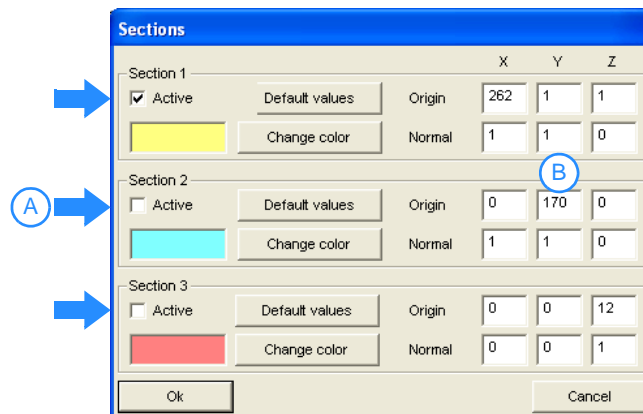 Sections
X Y Z
Section 1
Active Default values Origin 262 1 1
Change color Normal 1 1 0
B
Section 2
A Active Default values Origin 0 170 0
Change color Normal 1 1 0
Section 3
Active Default values Origin 0 0 12
Change color Normal 0 0 1
Ok Cancel